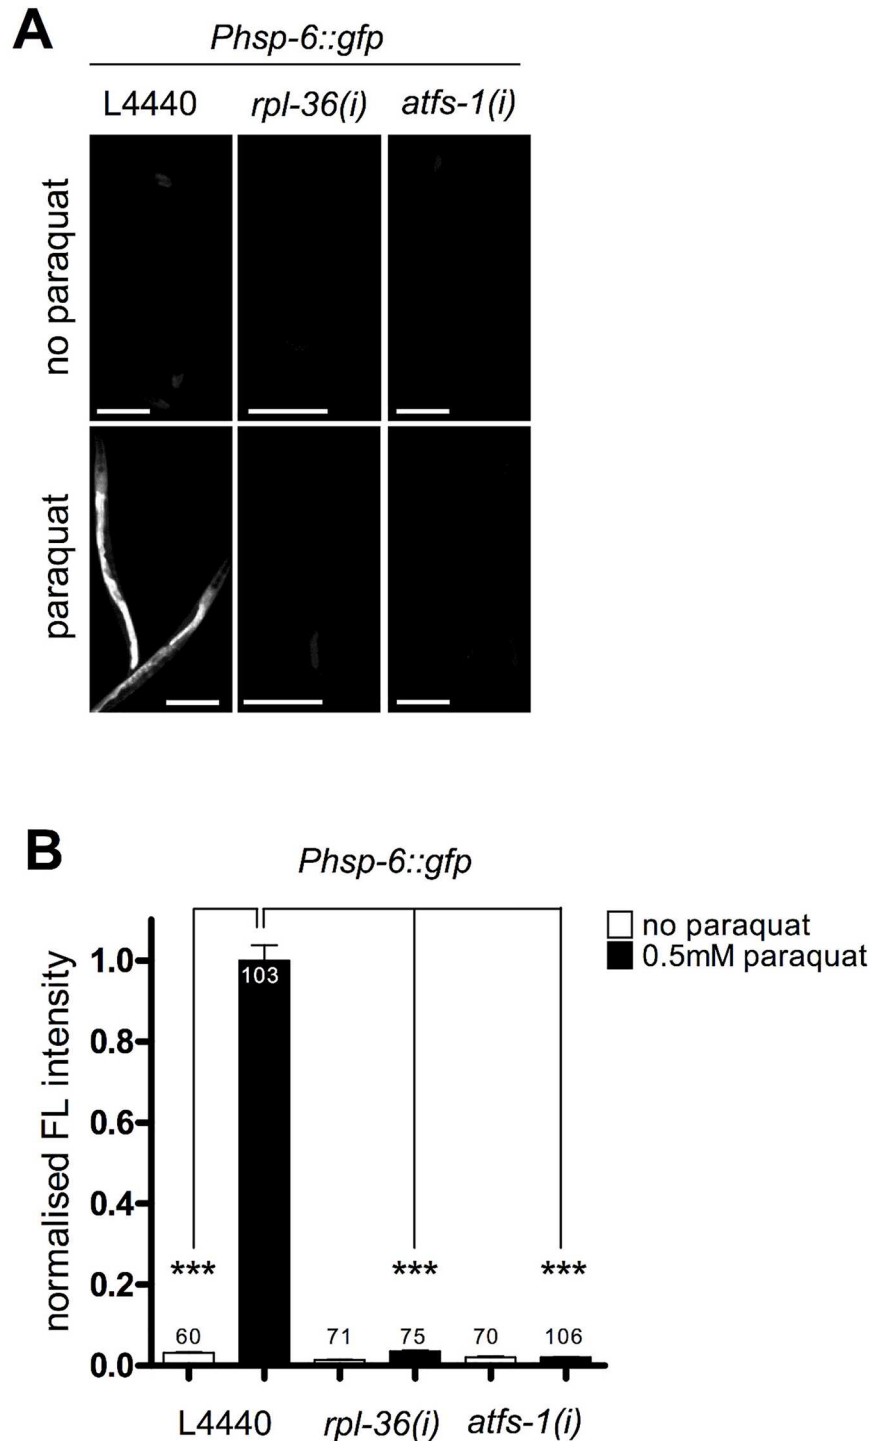 A
Phsp-6::gfp
L4440 rpl-36(i) atfs-1(i)
no paraquat
paraquat
B
Phsp-6::gfp
no paraquat
0.5mM paraquat
normalised FL intensity
1.0
103
0.8
0.6
0.4
*** *** ***
0.2
60 71 75 70 106
0.0
L4440 rpl-36(i) atfs-1(i)